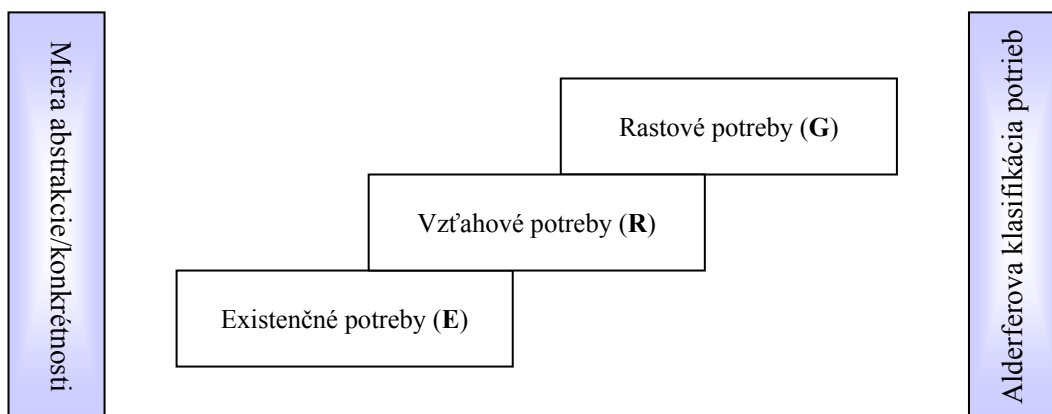 Miera abstrakcie/konkrétnosti
Rastové potreby (G)
Vzťahové potreby (R)
Existenčné potreby (E)
Alderferova klasifikácia potrieb